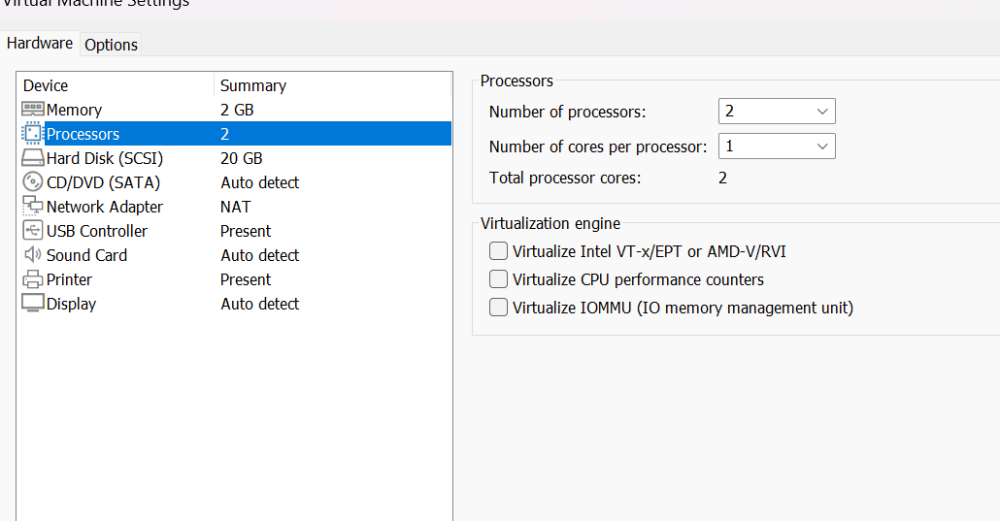 Virtual Machine Settings
Hardware Options
Device Summary
Memory 2 GB
Processors 2
Hard Disk (SCSI) 20 GB
CD/DVD (SATA) Auto detect
Network Adapter NAT
USB Controller Present
Sound Card Auto detect
Printer Present
Display Auto detect
Processors
Number of processors: 2
Number of cores per processor: 1
Total processor cores: 2
Virtualization engine
Virtualize Intel VT-x/EPT or AMD-V/RVI
Virtualize CPU performance counters
Virtualize IOMMU (IO memory management unit)